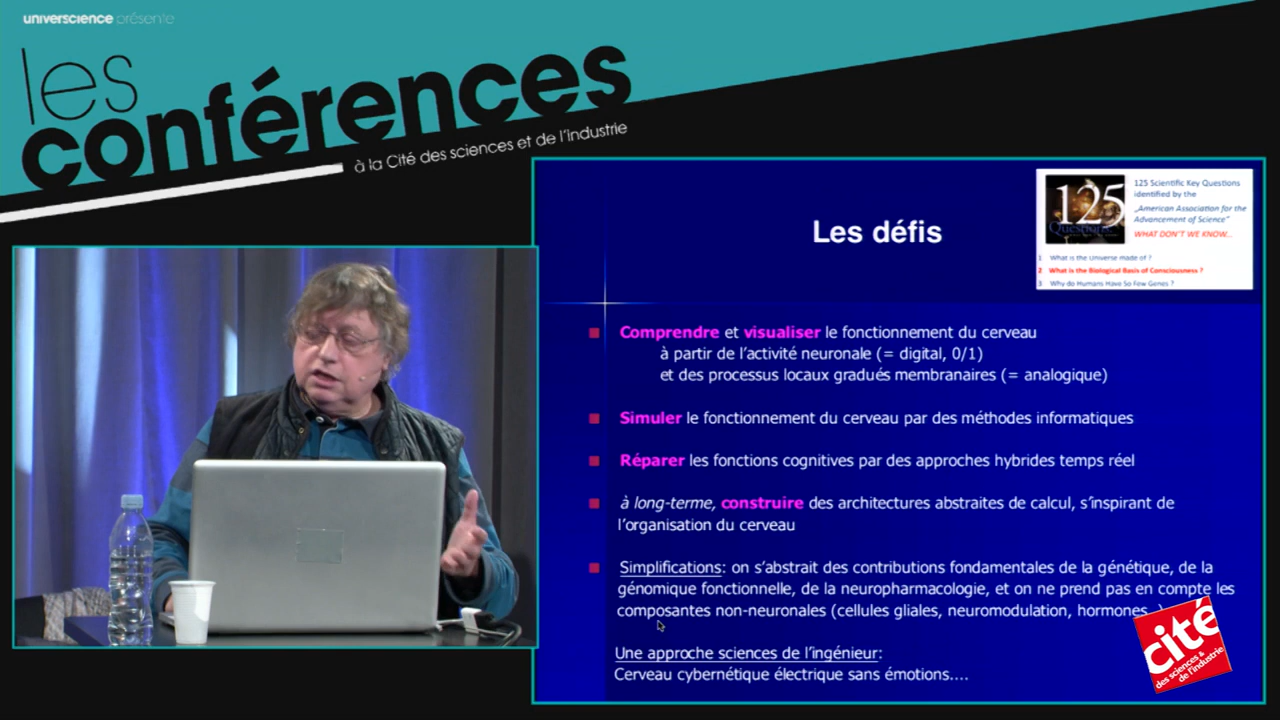 universcience présente
les
conférences
à la Cité des sciences et de l'industrie
125
Questions
125 Scientific Key Questions
identified by the
„American Association for the
Advancement of Science"
WHAT DON'T WE KNOW...
1 What is the Universe made of ?
2 What is the Biological Basis of Consciousness ?
3 Why do Humans Have So Few Genes ?
Les défis
Comprendre et visualiser le fonctionnement du cerveau
à partir de l'activité neuronale (= digital, 0/1)
et des processus locaux gradués membranaires (= analogique)
Simuler le fonctionnement du cerveau par des méthodes informatiques
Réparer les fonctions cognitives par des approches hybrides temps réel
à long-terme, construire des architectures abstraites de calcul, s'inspirant de
l'organisation du cerveau
Simplifications: on s'abstrait des contributions fondamentales de la génétique, de la
génomique fonctionnelle, de la neuropharmacologie, et on ne prend pas en compte les
composantes non-neuronales (cellules gliales, neuromodulation, hormones
Une approche sciences de l'ingénieur:
Cerveau cybernétique électrique sans émotions....
cité
des sciences &
de l'industrie